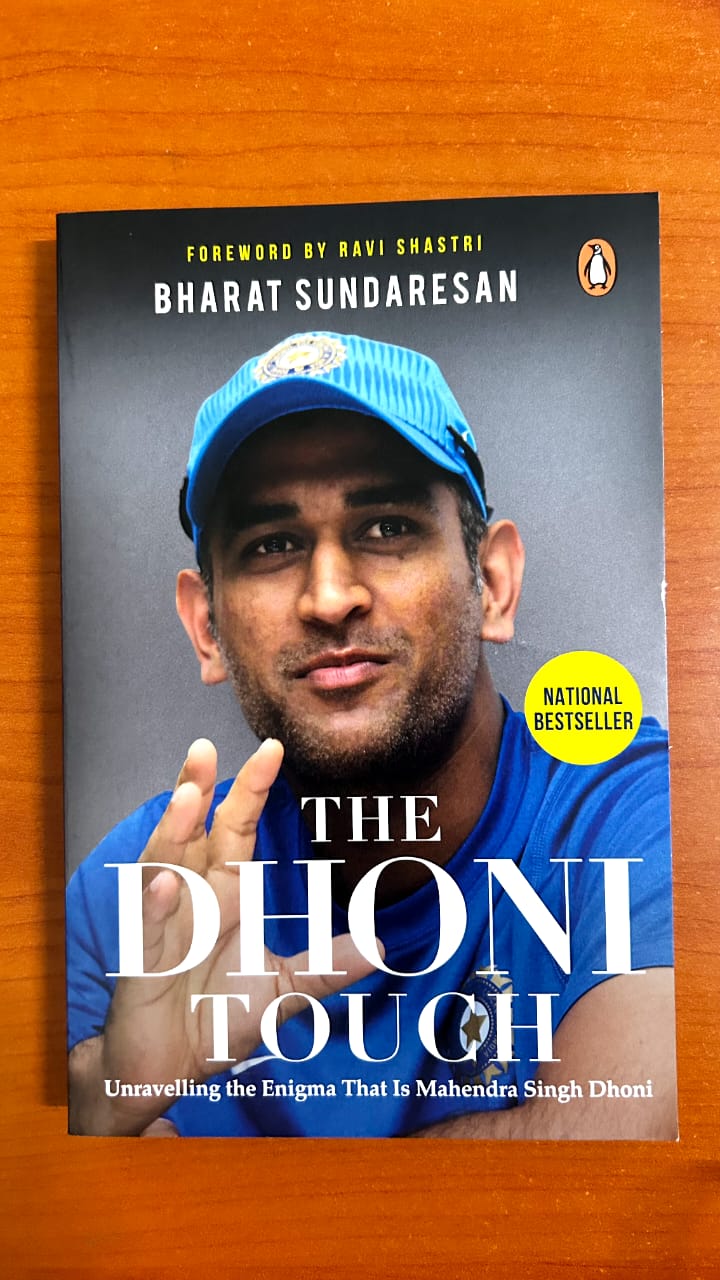 FOREWORD BY RAVI SHASTRI
BHARAT SUNDARESAN
NATIONAL
BESTSELLER
THE
DHONI
TOUCH
Unravelling the Enigma That Is Mahendra Singh Dhoni